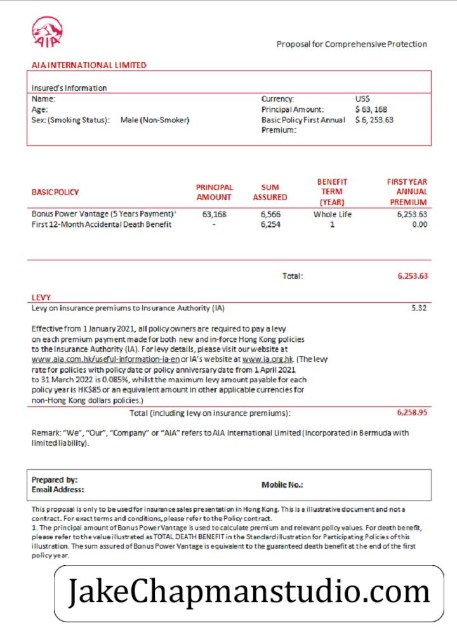 AIA
Proposal for Comprehensive Protection
AIA INTERNATIONAL LIMITED
Insured's Information
Name: Currency: US$
Age: Principal Amount: $ 63, 168
Sex: (Smoking Status): Male (Non-Smoker) Basic Policy First Annual $ 6, 253.63
Premium:
BASIC POLICY PRINCIPAL AMOUNT SUM ASSURED BENEFIT TERM (YEAR) FIRST YEAR ANNUAL PREMIUM
Bonus Power Vantage (5 Years Payment)¹ 63,168 6,566 Whole Life 6,253.63
First 12-Month Accidental Death Benefit - 6,254 1 0.00
Total: 6,253.63
LEVY
Levy on insurance premiums to Insurance Authority (IA) 5.32
Effective from 1 January 2021, all policy owners are required to pay a levy
on each premium payment made for both new and in-force Hong Kong policies
to the Insurance Authority (IA). For levy details, please visit our website at
www.aia.com.hk/useful-information-ia-en or IA's website at www.ia.org.hk. (The levy
rate for policies with policy date or policy anniversary date from 1 April 2021
to 31 March 2022 is 0.085%, whilst the maximum levy amount payable for each
policy year is HK$85 or an equivalent amount in other applicable currencies for
non-Hong Kong dollars policies.)
Total (including levy on insurance premiums): 6,258.95
Remark: "We", "Our", "Company" or "AIA" refers to AIA International Limited (Incorporated in Bermuda with
limited liability).
Prepared by:
Email Address: Mobile No.:
This proposal is only to be used for insurance sales presentation in Hong Kong. This is a illustrative document and not a
contract. For exact terms and conditions, please refer to the Policy contract.
1. The principal amount of Bonus Power Vantage is used to calculate premium and relevant policy values. For death benefit,
please refer to the value illustrated as TOTAL DEATH BENEFIT in the Standard Illustration for Participating Policies of this
illustration. The sum assured of Bonus Power Vantage is equivalent to the guaranteed death benefit at the end of the first
policy year.
JakeChapmanstudio.com